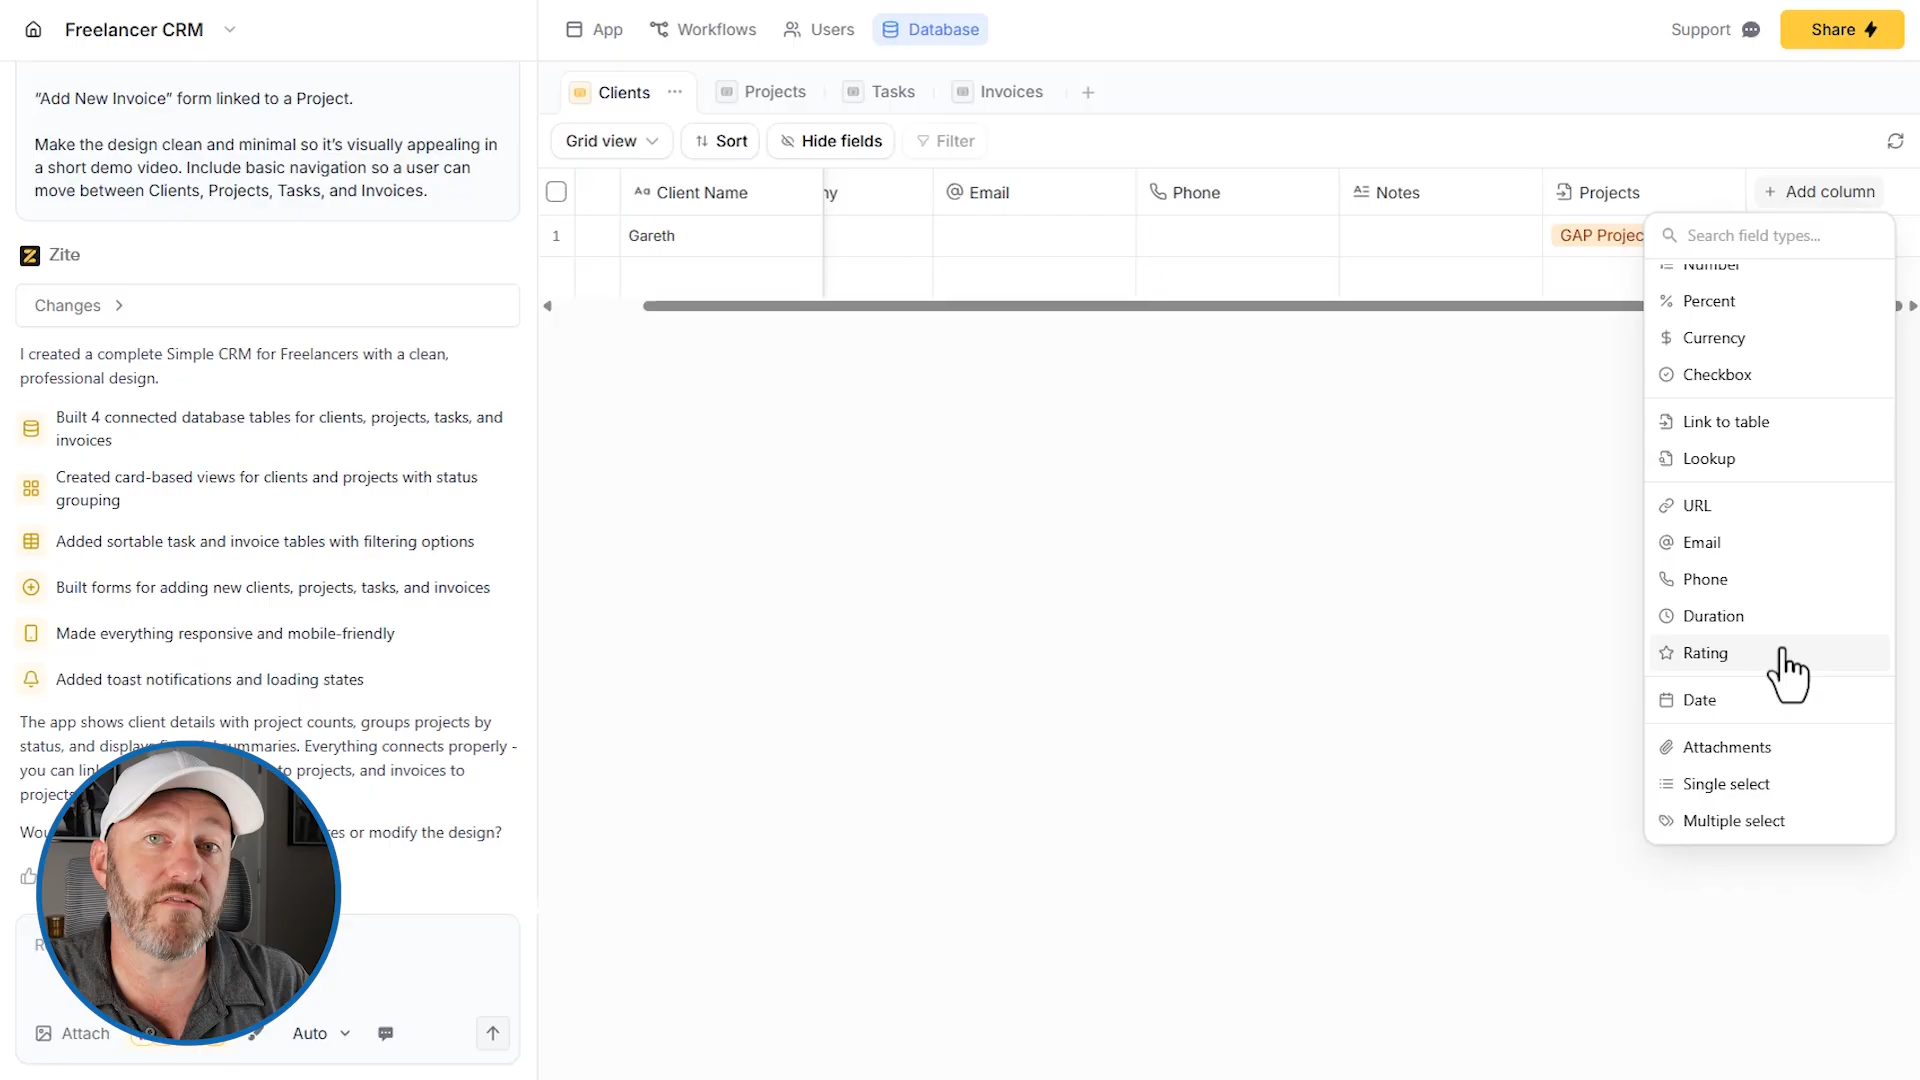 Freelancer CRM
App
Workflows
Users
Database
Support
Share
“Add New Invoice” form linked to a Project.
Make the design clean and minimal so it’s visually appealing in
a short demo video. Include basic navigation so a user can
move between Clients, Projects, Tasks, and Invoices.
Zite
Changes
I created a complete Simple CRM for Freelancers with a clean,
professional design.
Built 4 connected database tables for clients, projects, tasks, and
invoices
Created card-based views for clients and projects with status
grouping
Added sortable task and invoice tables with filtering options
Built forms for adding new clients, projects, tasks, and invoices
Made everything responsive and mobile-friendly
Added toast notifications and loading states
The app shows client details with project counts, groups projects by
status, and displays summaries. Everything connects properly -
you can to projects, and invoices to
projects
or modify the design?
Attach
Auto
Clients
Projects
Tasks
Invoices
Grid view
Sort
Hide fields
Filter
Client Name
ny
Email
Phone
Notes
Projects
Add column
1
Gareth
GAP Projec
Search field types...
Number
Percent
Currency
Checkbox
Link to table
Lookup
URL
Email
Phone
Duration
Rating
Date
Attachments
Single select
Multiple select